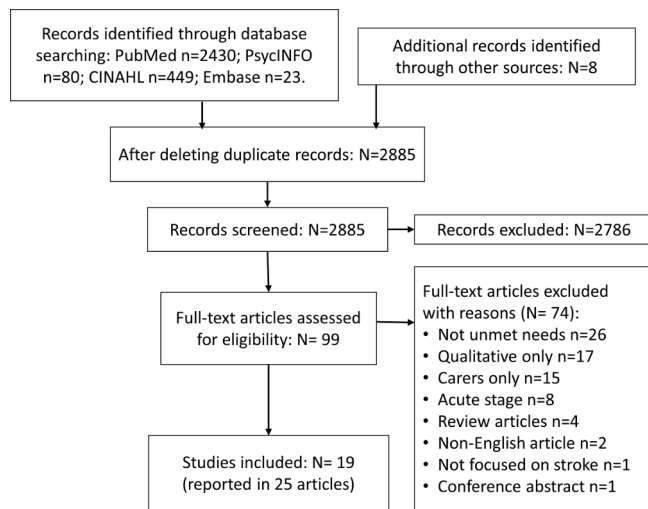 Records identified through database
searching: PubMed n=2430; PsycINFO
n=80; CINAHL n=449; Embase n=23.
Additional records identified
through other sources: N=8
After deleting duplicate records: N=2885
Records screened: N=2885
Records excluded: N=2786
Full-text articles assessed
for eligibility: N= 99
Full-text articles excluded
with reasons (N= 74):
• Not unmet needs n=26
• Qualitative only n=17
• Carers only n=15
• Acute stage n=8
• Review articles n=4
• Non-English article n=2
• Not focused on stroke n=1
• Conference abstract n=1
Studies included: N= 19
(reported in 25 articles)